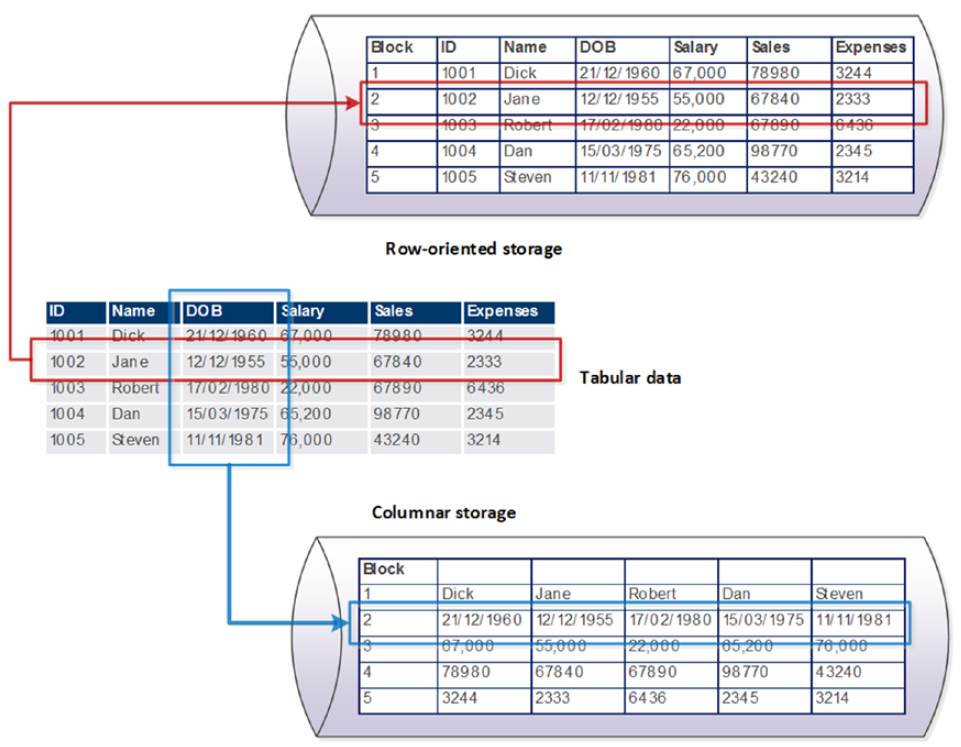 Block ID Name DOB Salary Sales Expenses
1 1001 Dick 21/12/1960 67,000 78980 3244
2 1002 Jane 12/12/1955 55,000 67840 2333
3 1003 Robert 17/02/1980 22,000 67890 6436
4 1004 Dan 15/03/1975 65,200 98770 2345
5 1005 Steven 11/11/1981 76,000 43240 3214
Row-oriented storage
ID Name DOB Salary Sales Expenses
1001 Dick 21/12/1960 67,000 78980 3244
1002 Jane 12/12/1955 55,000 67840 2333
1003 Robert 17/02/1980 22,000 67890 6436
1004 Dan 15/03/1975 65,200 98770 2345
1005 Steven 11/11/1981 76,000 43240 3214
Tabular data
Columnar storage
Block
1 Dick Jane Robert Dan Steven
2 21/12/1960 12/12/1955 17/02/1980 15/03/1975 11/11/1981
3 67,000 55,000 22,000 65,200 76,000
4 78980 67840 67890 98770 43240
5 3244 2333 6436 2345 3214